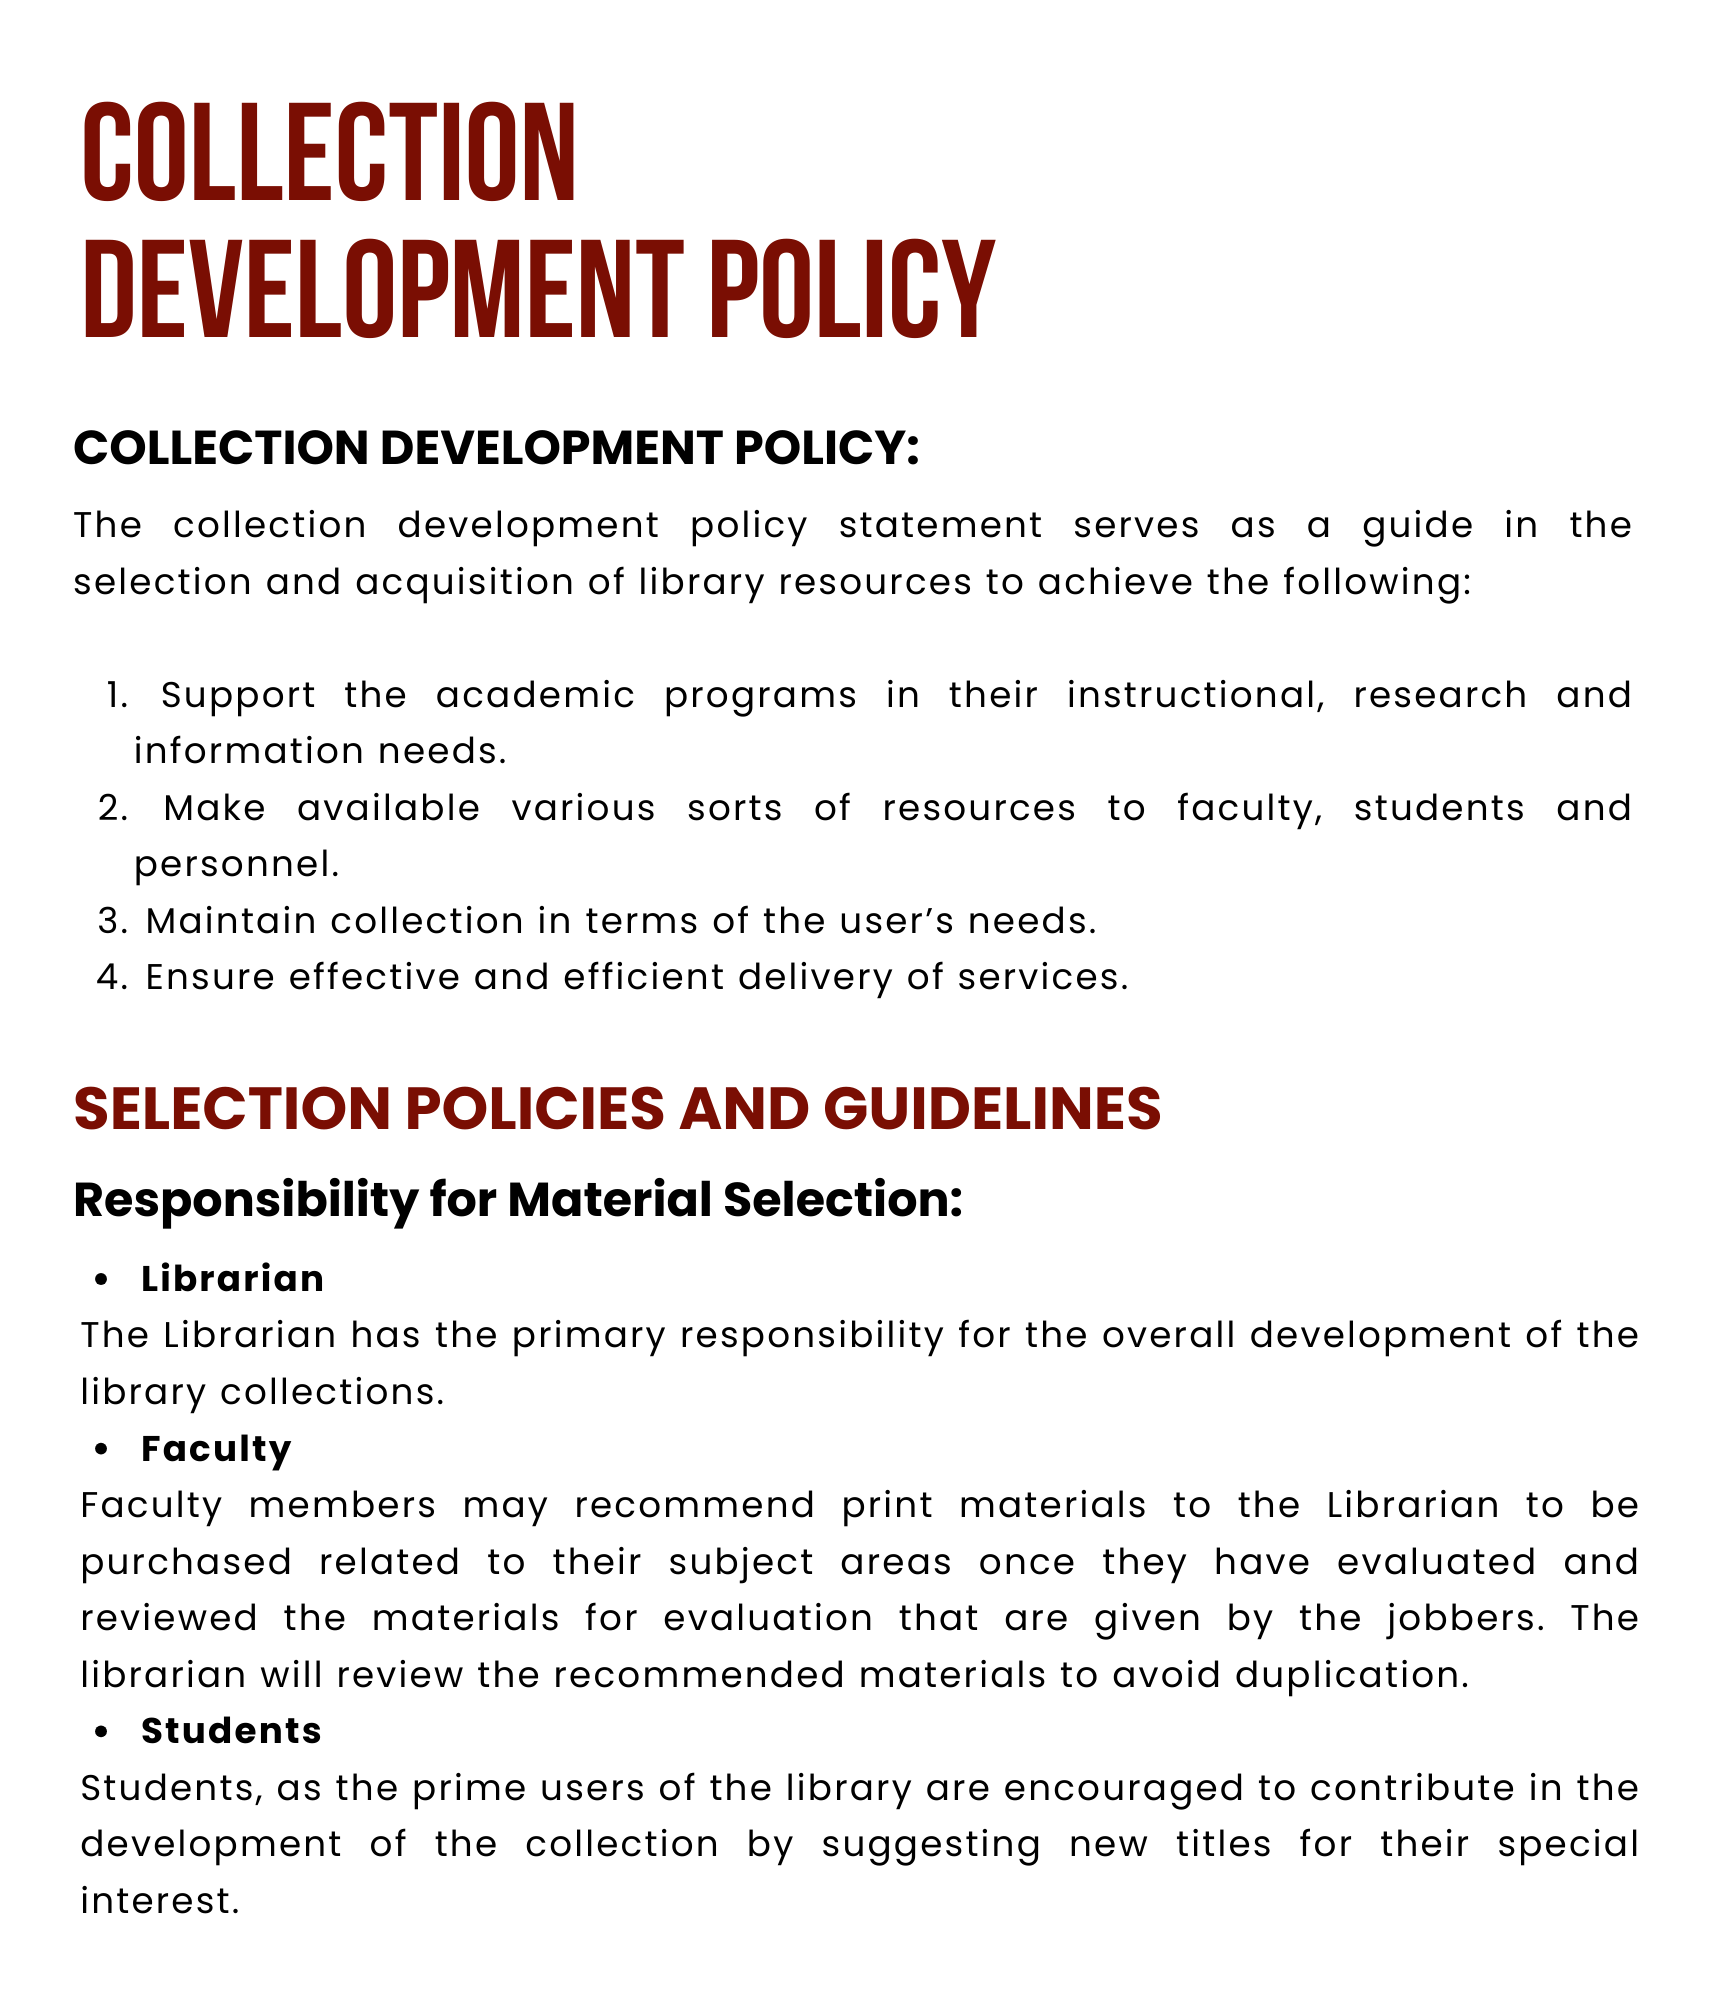 COLLECTION
DEVELOPMENT POLICY
COLLECTION DEVELOPMENT POLICY:
The collection development policy statement serves as a guide in the
selection and acquisition of library resources to achieve the following:
1. Support the academic programs in their instructional, research and
information needs.
2. Make available various sorts of resources to faculty, students and
personnel.
3. Maintain collection in terms of the user’s needs.
4. Ensure effective and efficient delivery of services.
SELECTION POLICIES AND GUIDELINES
Responsibility for Material Selection:
• Librarian
The Librarian has the primary responsibility for the overall development of the
library collections.
• Faculty
Faculty members may recommend print materials to the Librarian to be
purchased related to their subject areas once they have evaluated and
reviewed the materials for evaluation that are given by the jobbers. The
librarian will review the recommended materials to avoid duplication.
• Students
Students, as the prime users of the library are encouraged to contribute in the
development of the collection by suggesting new titles for their special
interest.